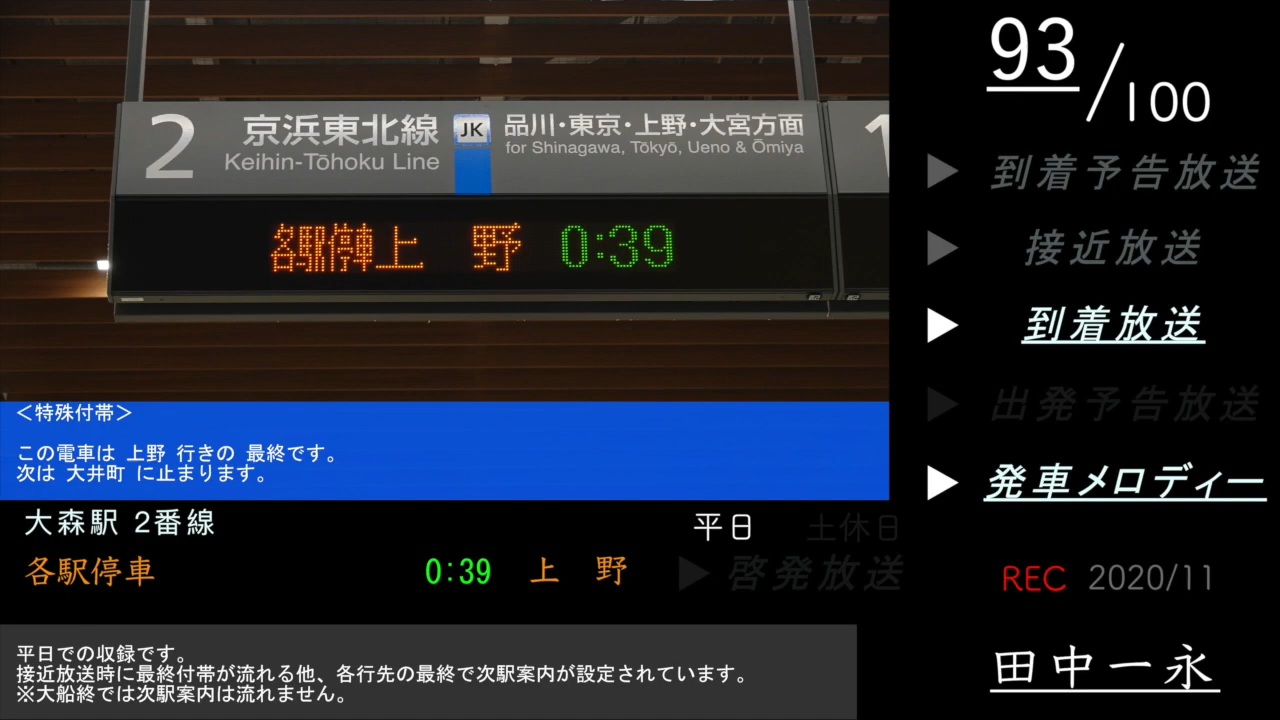 2 京浜東北線 JK 品川・東京・上野・大宮方面 1
Keihin-Tōhoku Line for Shinagawa, Tōkyō, Ueno & Ōmiya
各駅停車 上 野 0:39
<特殊付帯>
この電車は 上野 行きの 最終です。
次は 大井町 に止まります。
大森駅 2番線
平日 土休日
各駅停車 0:39 上 野
▶ 啓発放送
平日での収録です。
接近放送時に最終付帯が流れる他、各行先の最終で次駅案内が設定されています。
※大船終では次駅案内は流れません。
93/100
▶ 到着予告放送
▶ 接近放送
▶ 到着放送
▶ 出発予告放送
▶ 発車メロディー
REC 2020/11
田中一永